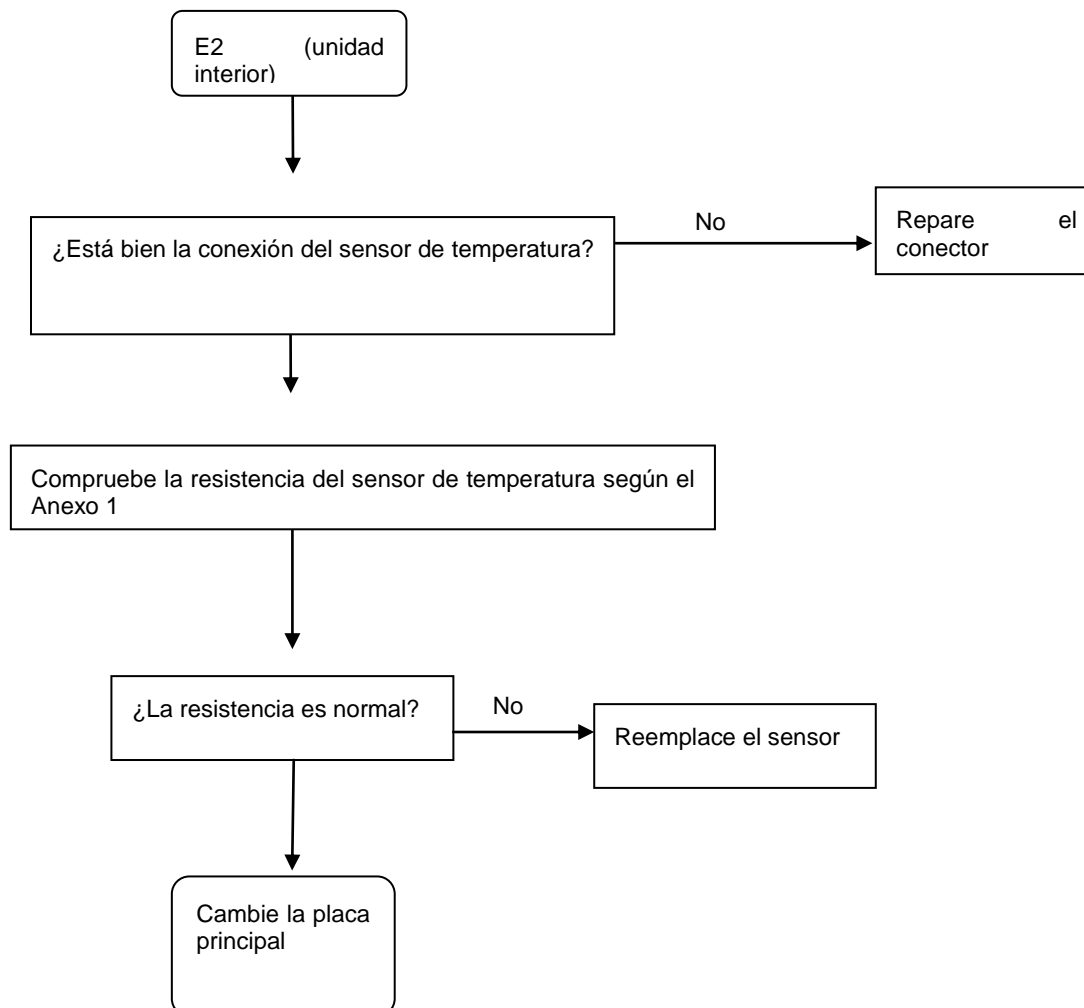 E2 (unidad
interior)
¿Está bien la conexión del sensor de temperatura?
No
Repare el
conector
Compruebe la resistencia del sensor de temperatura según el
Anexo 1
¿La resistencia es normal?
No
Reemplace el sensor
Cambie la placa
principal